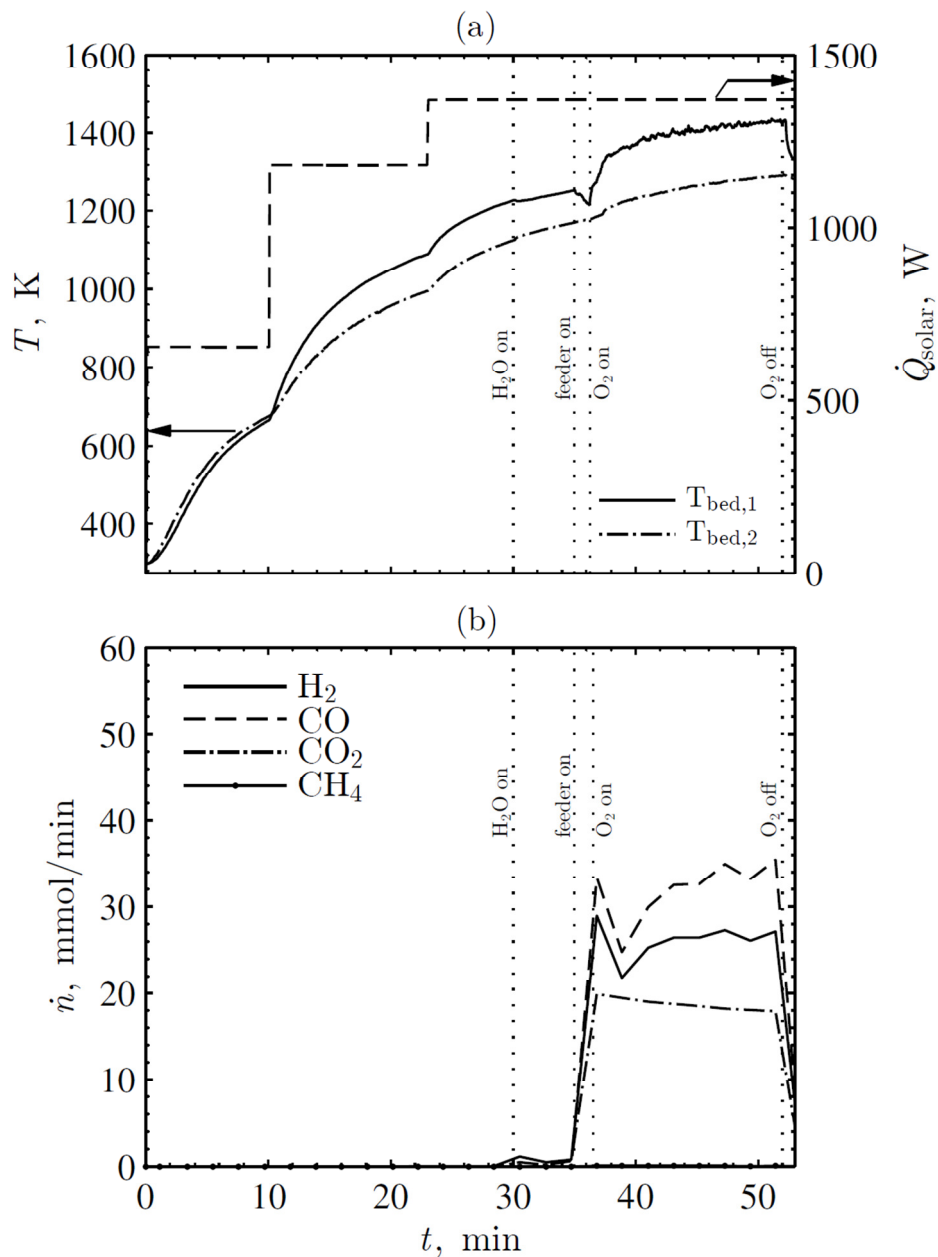 (a)
1600
1400
1200
1000
800
600
400
T, K
1500
1000
500
0
Q̇solar, W
H₂O on
feeder on
O₂ on
O₂ off
Tbed,1
Tbed,2
(b)
60
50
40
30
20
10
0
ṅ, mmol/min
H₂
CO
CO₂
CH₄
H₂O on
feeder on
O₂ on
O₂ off
0 10 20 30 40 50
t, min